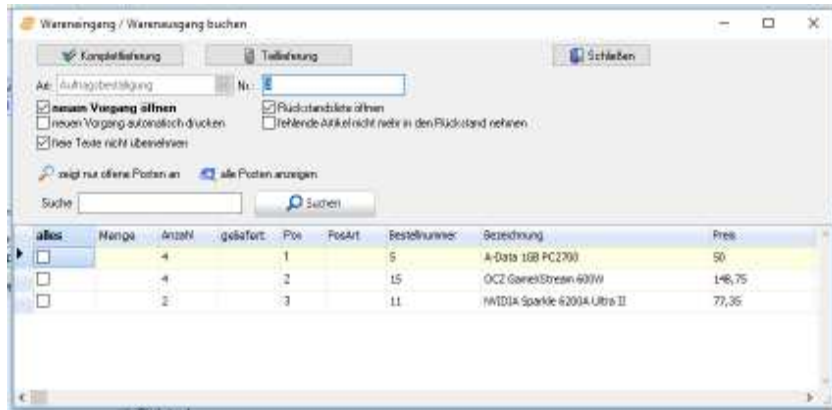 Wareneingang / Warenausgang buchen
Komplettlieferung Teillieferung Schließen
Art: Auftragsbestätigung Nr.:
neuen Vorgang öffnen Rückstandsliste öffnen
neuen Vorgang automatisch drucken fehlende Artikel nicht mehr in den Rückstand nehmen
freie Texte nicht übernehmen
zeigt nur offene Posten an alle Posten anzeigen
Suche Suchen
alles Menge Anzahl geliefert Pos PosArt Bestellnummer Bezeichnung Preis
4 1 5 A-Data 1GB PC2700 50
4 2 15 OCZ GameXStream 600W 148,75
2 3 11 NVIDIA Sparkle 6200A Ultra II 77,35